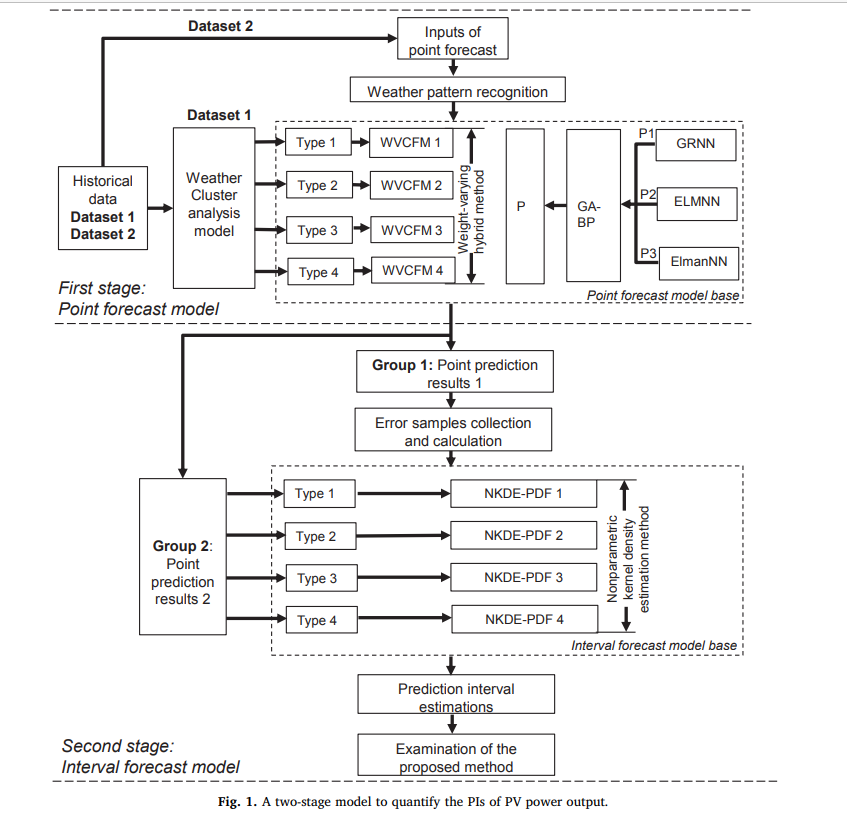 Dataset 2
Inputs of
point forecast
Weather pattern recognition
Dataset 1
Historical
data
Dataset 1
Dataset 2
Weather
Cluster
analysis
model
Type 1
WVCFM 1
Type 2
WVCFM 2
Type 3
WVCFM 3
Type 4
WVCFM 4
Weight-varying
hybrid method
P
GA-
BP
P1
GRNN
P2
ELMNN
P3
ElmanNN
Point forecast model base
First stage:
Point forecast model
Group 1: Point prediction
results 1
Error samples collection
and calculation
Group 2:
Point
prediction
results 2
Type 1
NKDE-PDF 1
Type 2
NKDE-PDF 2
Type 3
NKDE-PDF 3
Type 4
NKDE-PDF 4
Nonparametric
kernel density
estimation method
Interval forecast model base
Prediction interval
estimations
Examination of the
proposed method
Second stage:
Interval forecast model
Fig. 1. A two-stage model to quantify the PIs of PV power output.